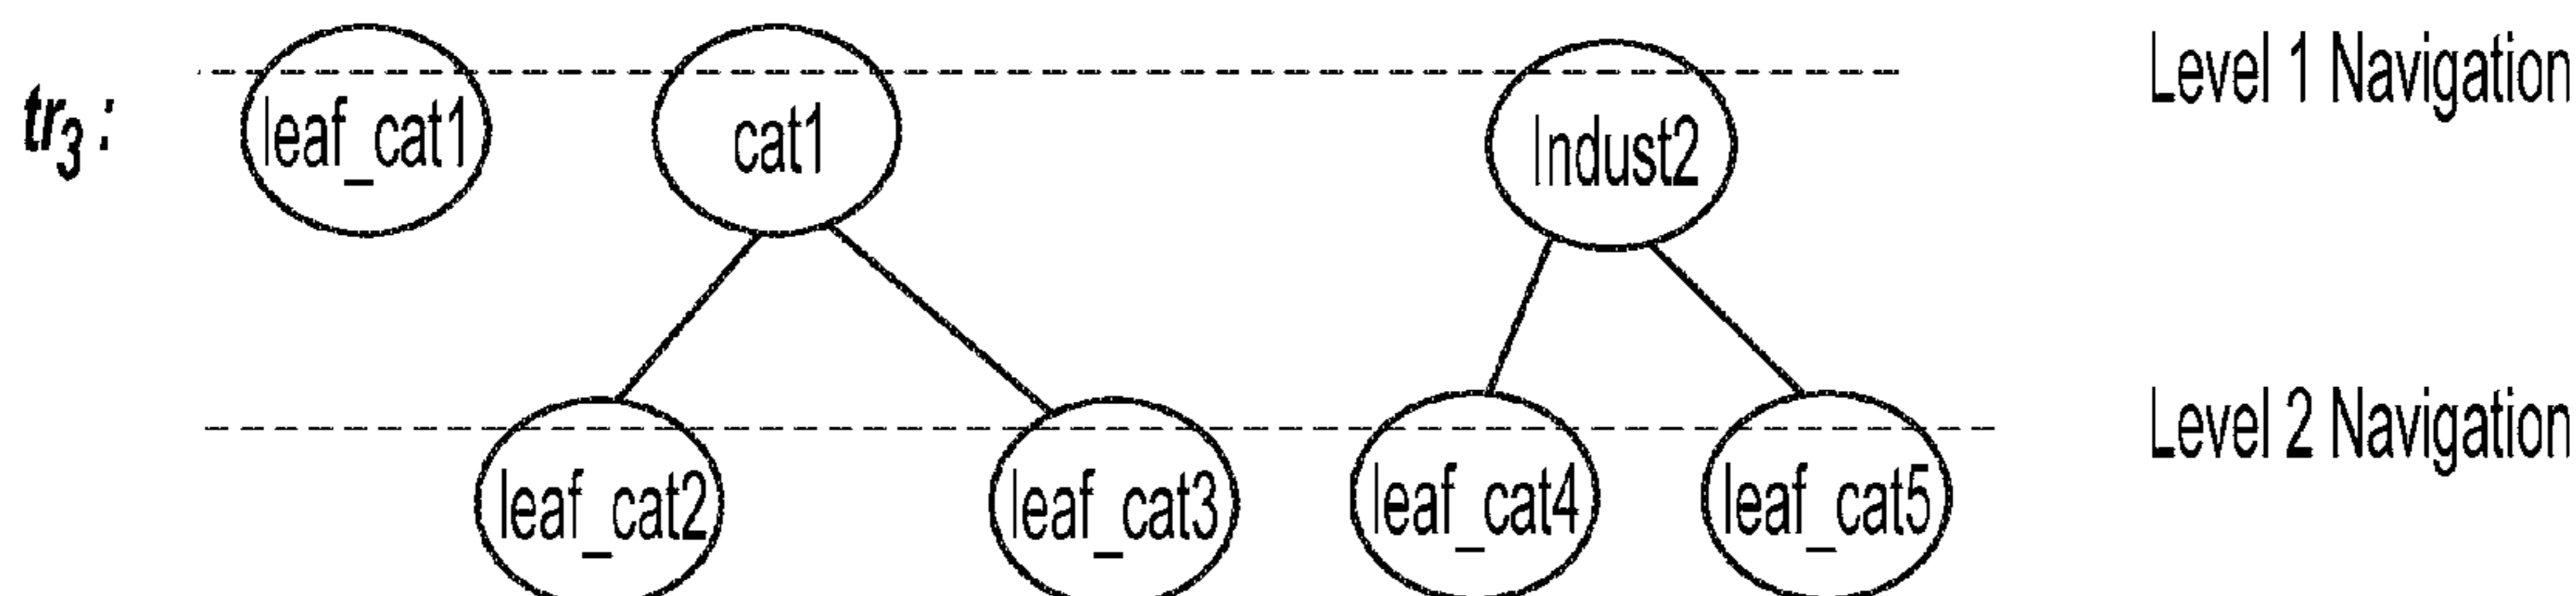 Level 1 Navigation
tr3 :
leaf_cat1
cat1
Indust2
Level 2 Navigation
leaf_cat2
leaf_cat3
leaf_cat4
leaf_cat5